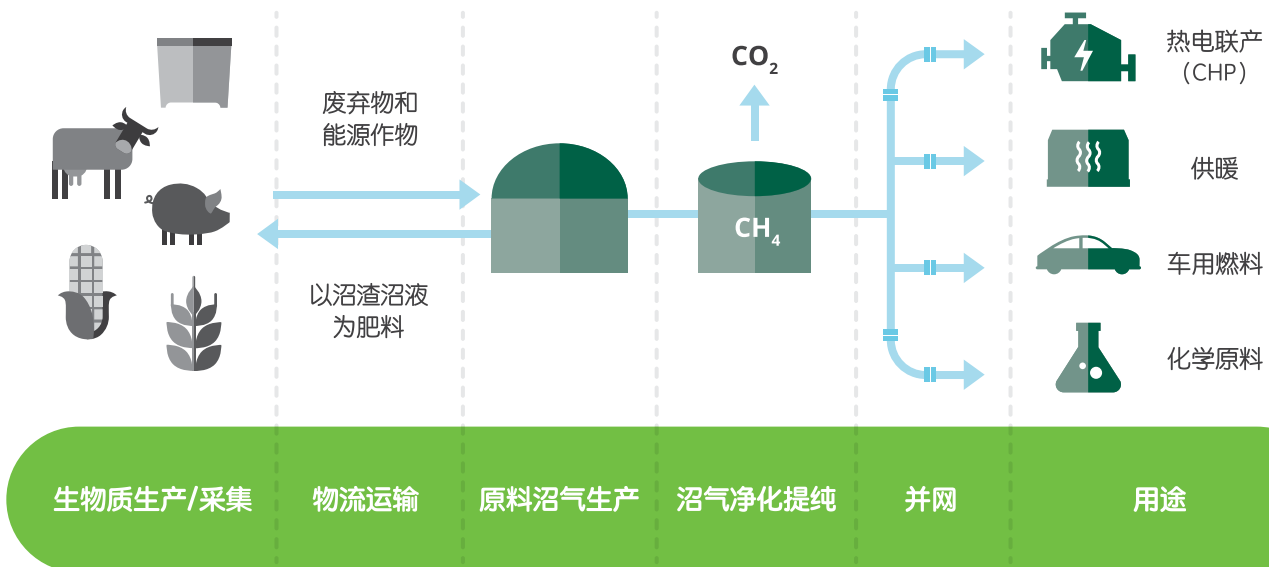 废弃物和
能源作物
以沼渣沼液
为肥料
CO₂
CH₄
热电联产
（CHP）
供暖
车用燃料
化学原料
生物质生产/采集
物流运输
原料沼气生产
沼气净化提纯
并网
用途